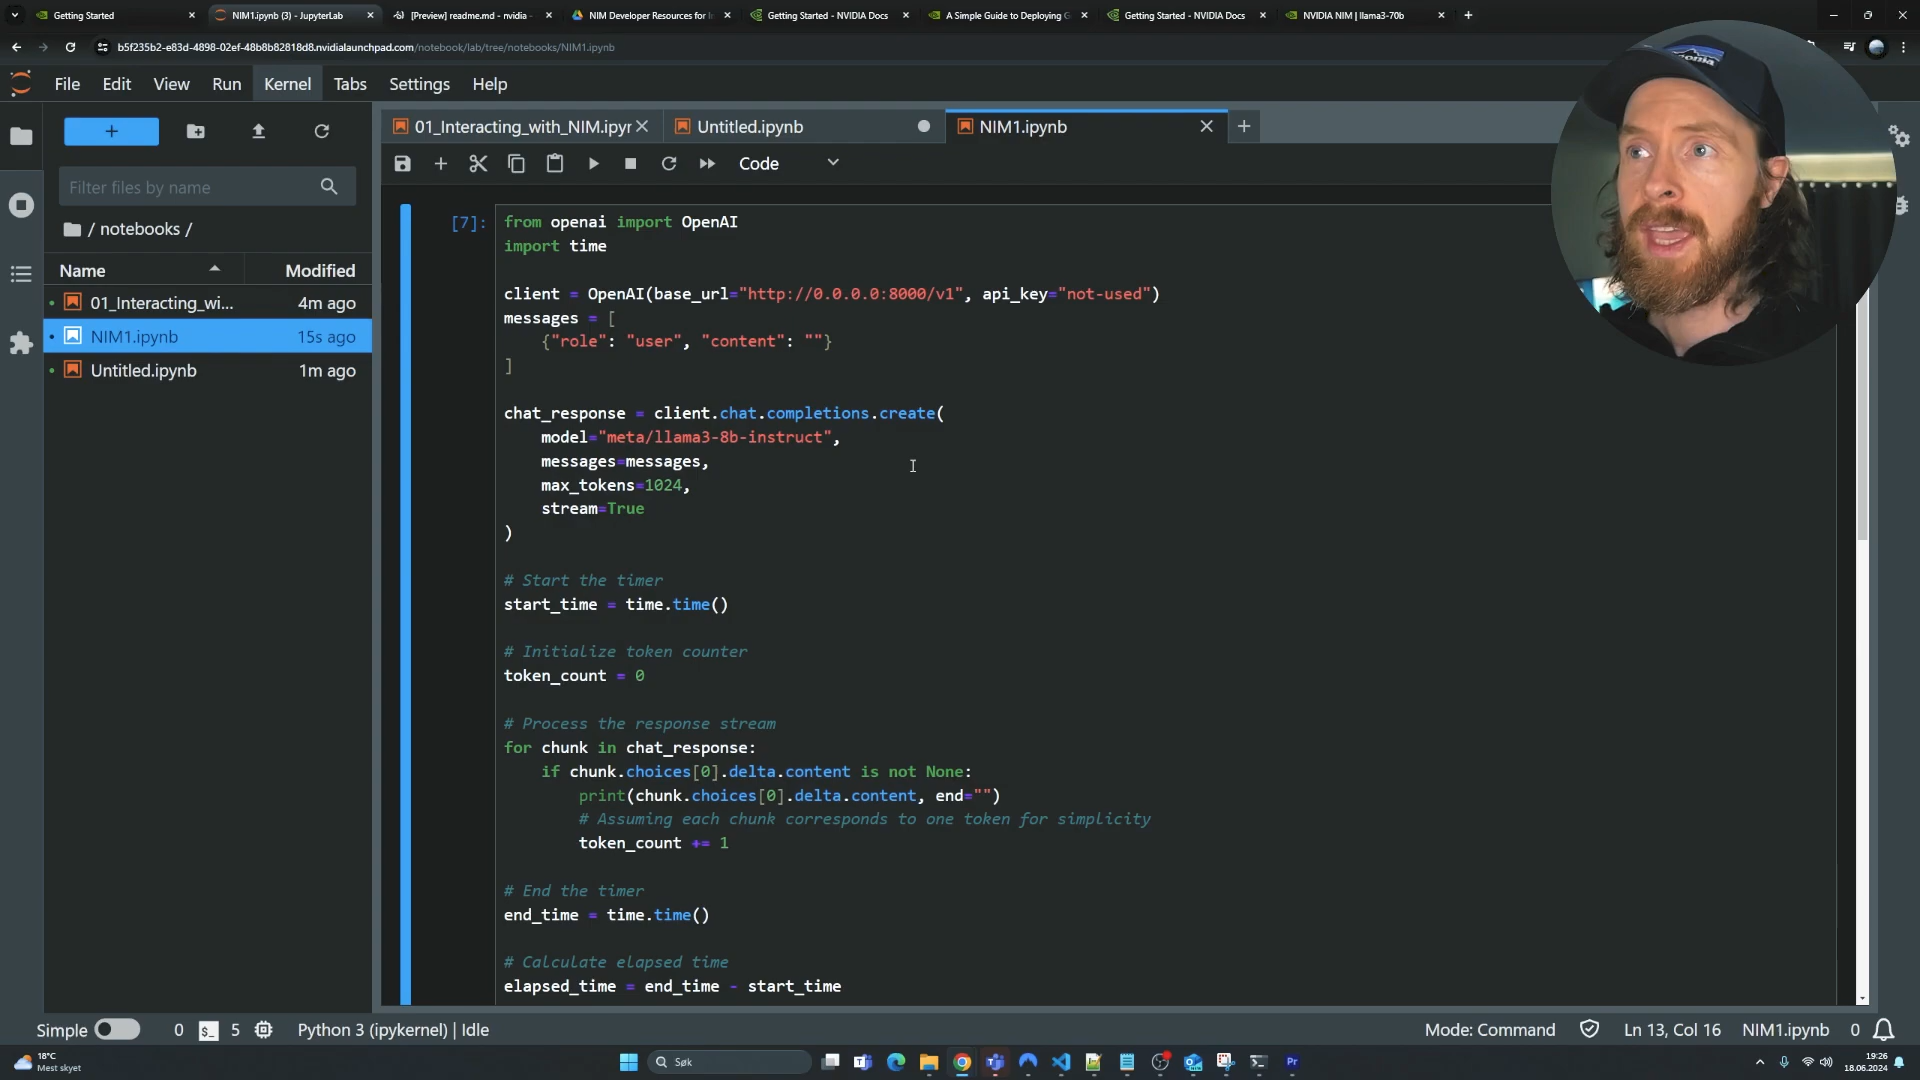 Getting Started
NIM1.ipynb (3) - JupyterLab
[Preview] readme.md - nvidia -
NIM Developer Resources for I
Getting Started - NVIDIA Docs
A Simple Guide to Deploying G
Getting Started - NVIDIA Docs
NVIDIA NIM | llama3-70b
b5f235b2-e83d-4898-02ef-48b8b82818d8.nvidialaunchpad.com/notebook/lab/tree/notebooks/NIM1.ipynb
File Edit View Run Kernel Tabs Settings Help
01_Interacting_with_NIM.ipyr
Untitled.ipynb
NIM1.ipynb
Code
Filter files by name
/ notebooks /
Name Modified
01_Interacting_wi... 4m ago
NIM1.ipynb 15s ago
Untitled.ipynb 1m ago
[7]:
from openai import OpenAI
import time
client = OpenAI(base_url="http://0.0.0.0:8000/v1", api_key="not-used")
messages = [
{"role": "user", "content": ""}
]
chat_response = client.chat.completions.create(
model="meta/llama3-8b-instruct",
messages=messages,
max_tokens=1024,
stream=True
)
# Start the timer
start_time = time.time()
# Initialize token counter
token_count = 0
# Process the response stream
for chunk in chat_response:
if chunk.choices[0].delta.content is not None:
print(chunk.choices[0].delta.content, end="")
# Assuming each chunk corresponds to one token for simplicity
token_count += 1
# End the timer
end_time = time.time()
# Calculate elapsed time
elapsed_time = end_time - start_time
Simple 0 5 Python 3 (ipykernel) | Idle
Mode: Command Ln 13, Col 16 NIM1.ipynb 0
18°C
Mest skyet
Søk
19:26
18.06.2024